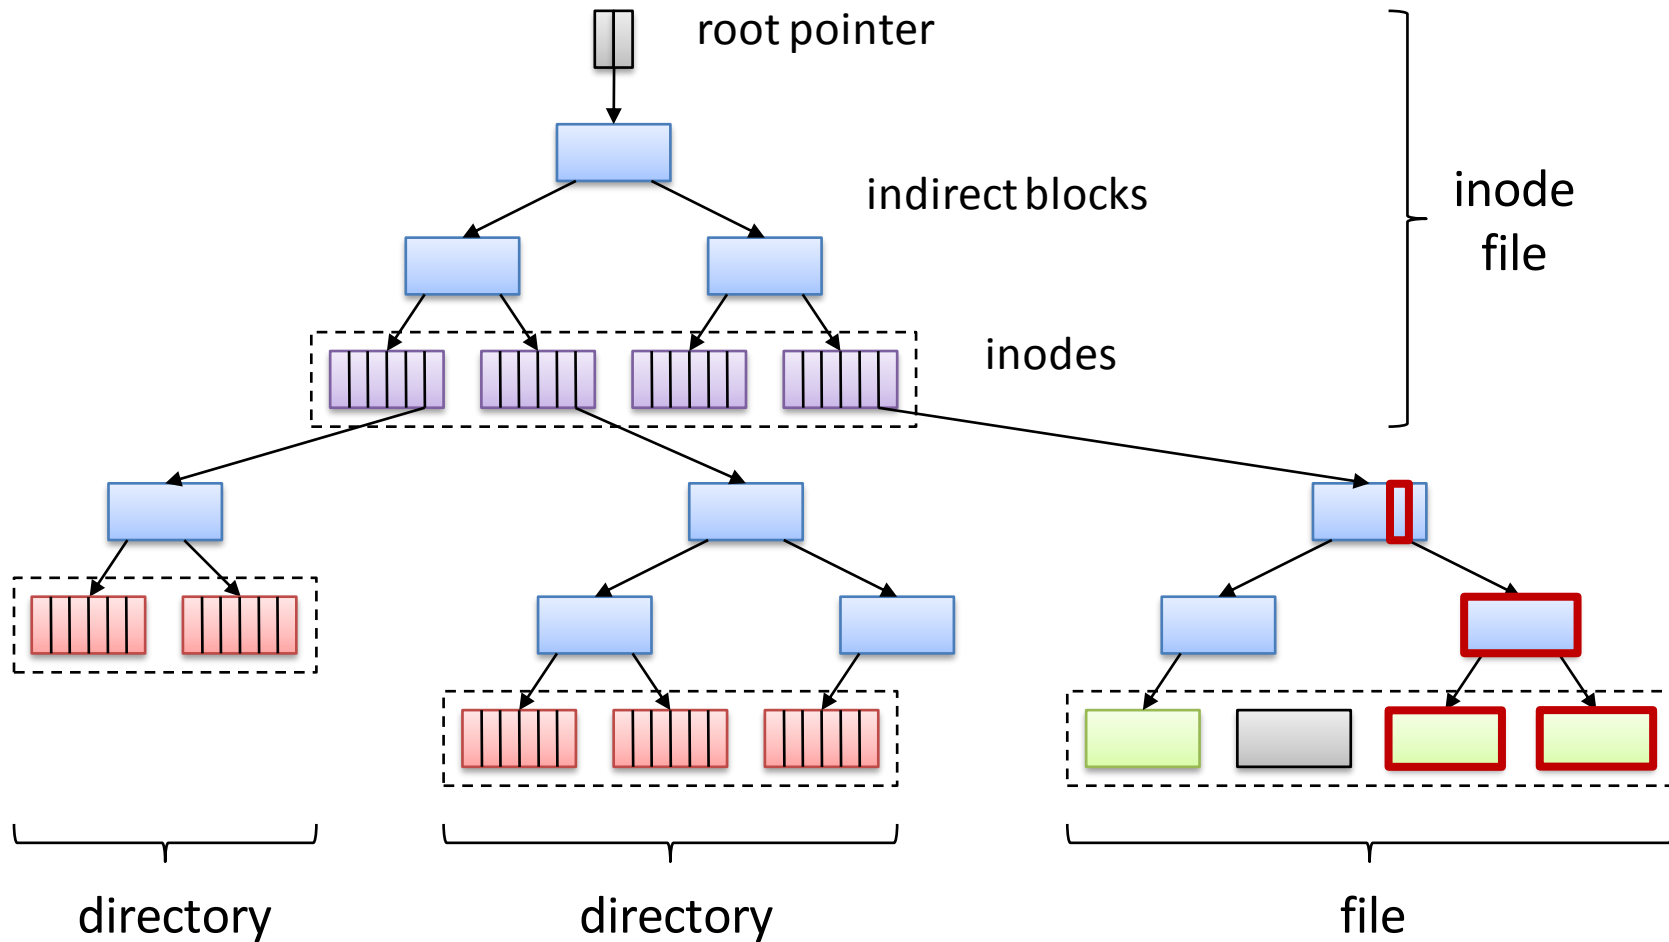 root pointer
indirect blocks
inode
file
inodes
directory
directory
file